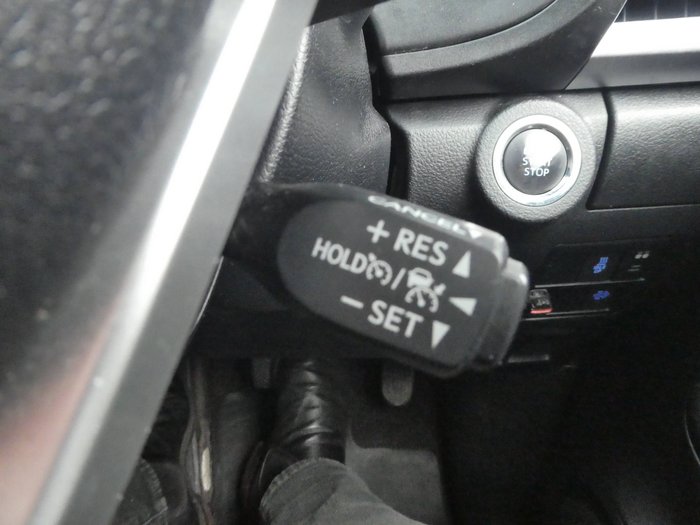 CANCEL
+ RES ▲
HOLD /
- SET ▼
START
STOP